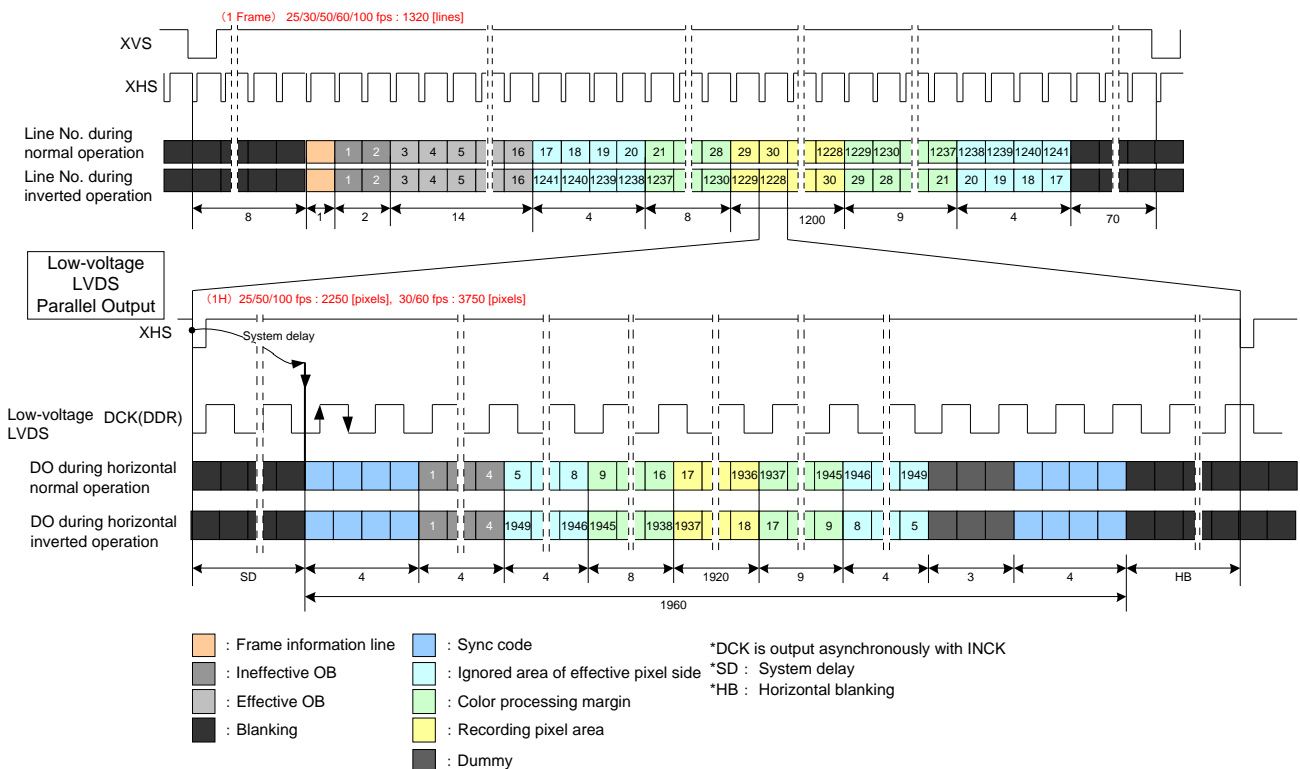 （1 Frame） 25/30/50/60/100 fps : 1320 [lines]
XVS
XHS
Line No. during
normal operation
1 2 3 4 5 16 17 18 19 20 21 28 29 30 1228 1229 1230 1237 1238 1239 1240 1241
Line No. during
inverted operation
1 2 3 4 5 16 1241 1240 1239 1238 1237 1230 1229 1228 30 29 28 21 20 19 18 17
8 1 2 14 4 8 1200 9 4 70
Low-voltage
LVDS
Parallel Output
（1H） 25/50/100 fps : 2250 [pixels], 30/60 fps : 3750 [pixels]
XHS
System delay
Low-voltage
LVDS
DCK(DDR)
DO during horizontal
normal operation
1 4 5 8 9 16 17 1936 1937 1945 1946 1949
DO during horizontal
inverted operation
1 4 1949 1946 1945 1938 1937 18 17 9 8 5
SD 4 4 4 8 1920 9 4 3 4 HB
1960
: Frame information line
: Ineffective OB
: Effective OB
: Blanking
: Sync code
: Ignored area of effective pixel side
: Color processing margin
: Recording pixel area
: Dummy
*DCK is output asynchronously with INCK
*SD : System delay
*HB : Horizontal blanking